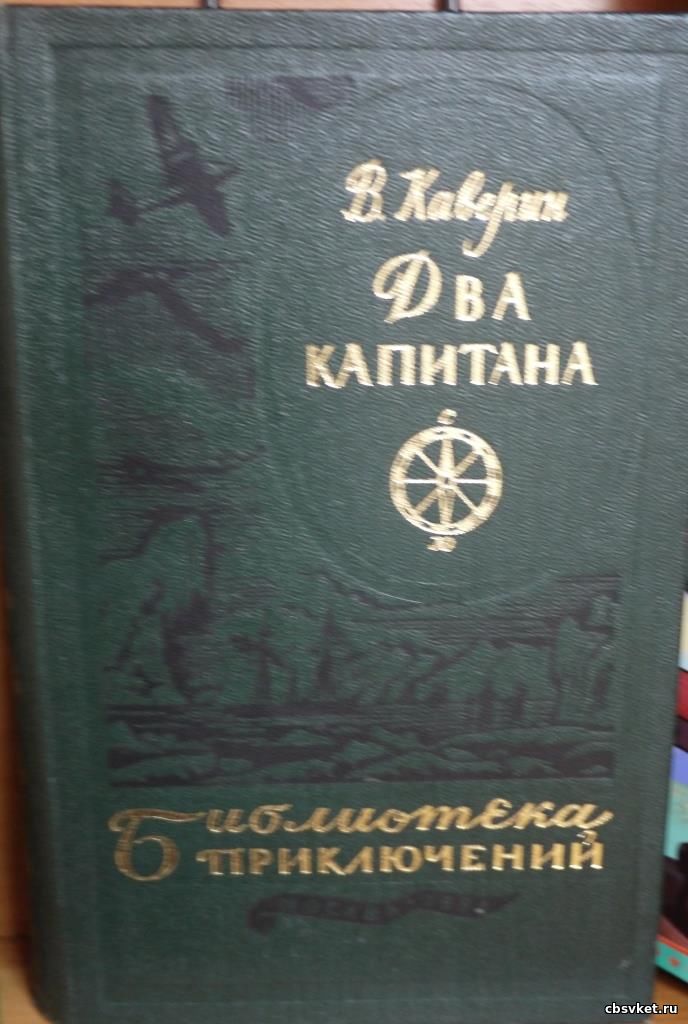 В. Каверин
Два
капитана
С
Ю
Библиотека
приключений
cbsvket.ru